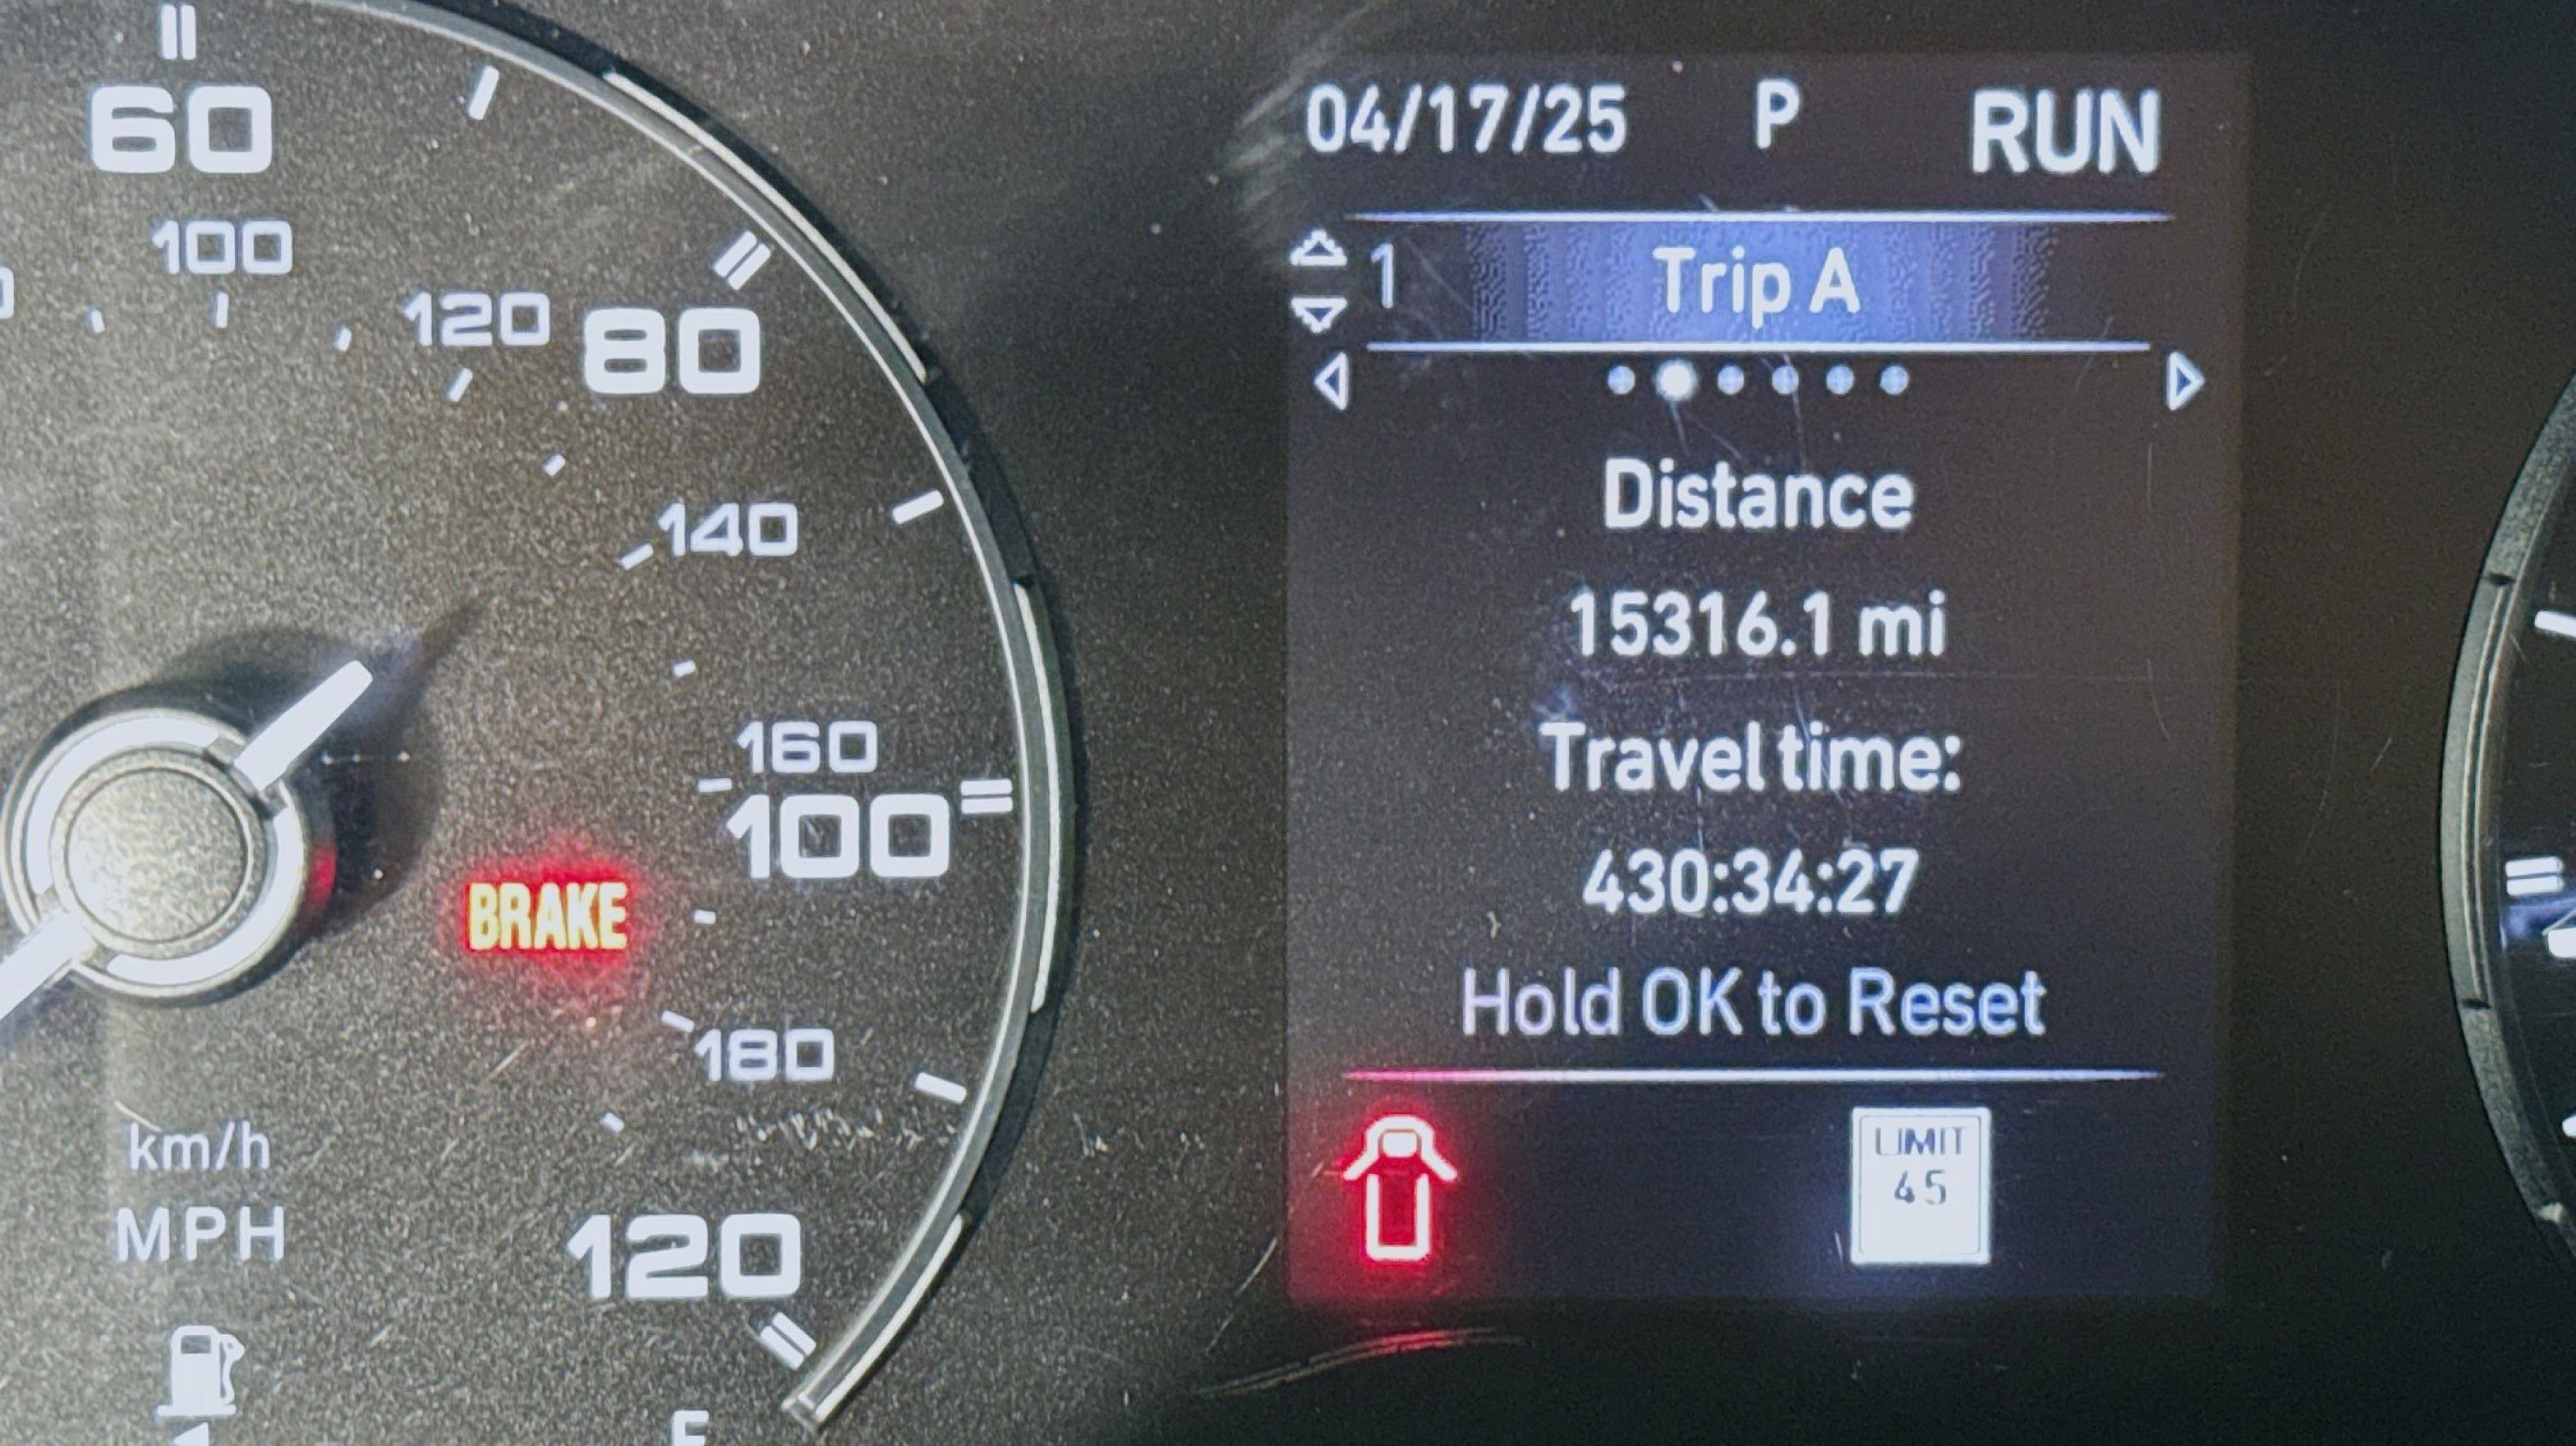 60
100
120
80
140
160
100
BRAKE
180
km/h
MPH
120
04/17/25 P RUN
1 Trip A
Distance
15316.1 mi
Travel time:
430:34:27
Hold OK to Reset
LIMIT
45